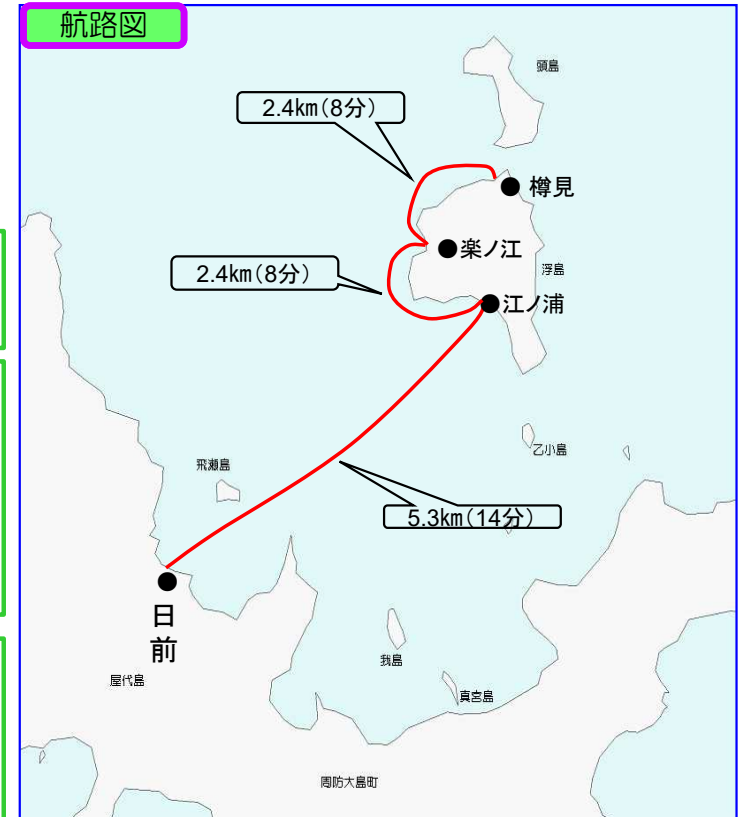 航路図
頭島
2.4km(8分)
樽見
楽ノ江
浮島
2.4km(8分)
江ノ浦
乙小島
飛瀬島
5.3km(14分)
日
前
我島
屋代島
真宮島
周防大島町